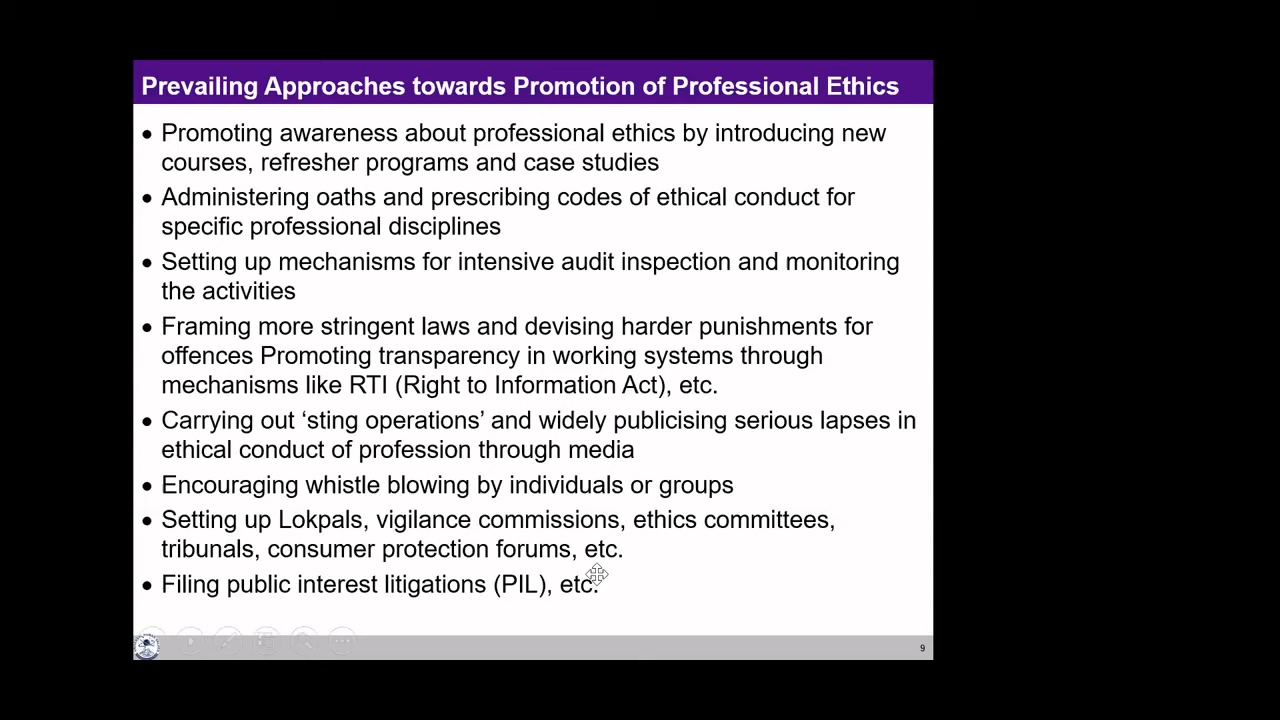 Prevailing Approaches towards Promotion of Professional Ethics
• Promoting awareness about professional ethics by introducing new
courses, refresher programs and case studies
• Administering oaths and prescribing codes of ethical conduct for
specific professional disciplines
• Setting up mechanisms for intensive audit inspection and monitoring
the activities
• Framing more stringent laws and devising harder punishments for
offences Promoting transparency in working systems through
mechanisms like RTI (Right to Information Act), etc.
• Carrying out ‘sting operations’ and widely publicising serious lapses in
ethical conduct of profession through media
• Encouraging whistle blowing by individuals or groups
• Setting up Lokpals, vigilance commissions, ethics committees,
tribunals, consumer protection forums, etc.
• Filing public interest litigations (PIL), etc.
9